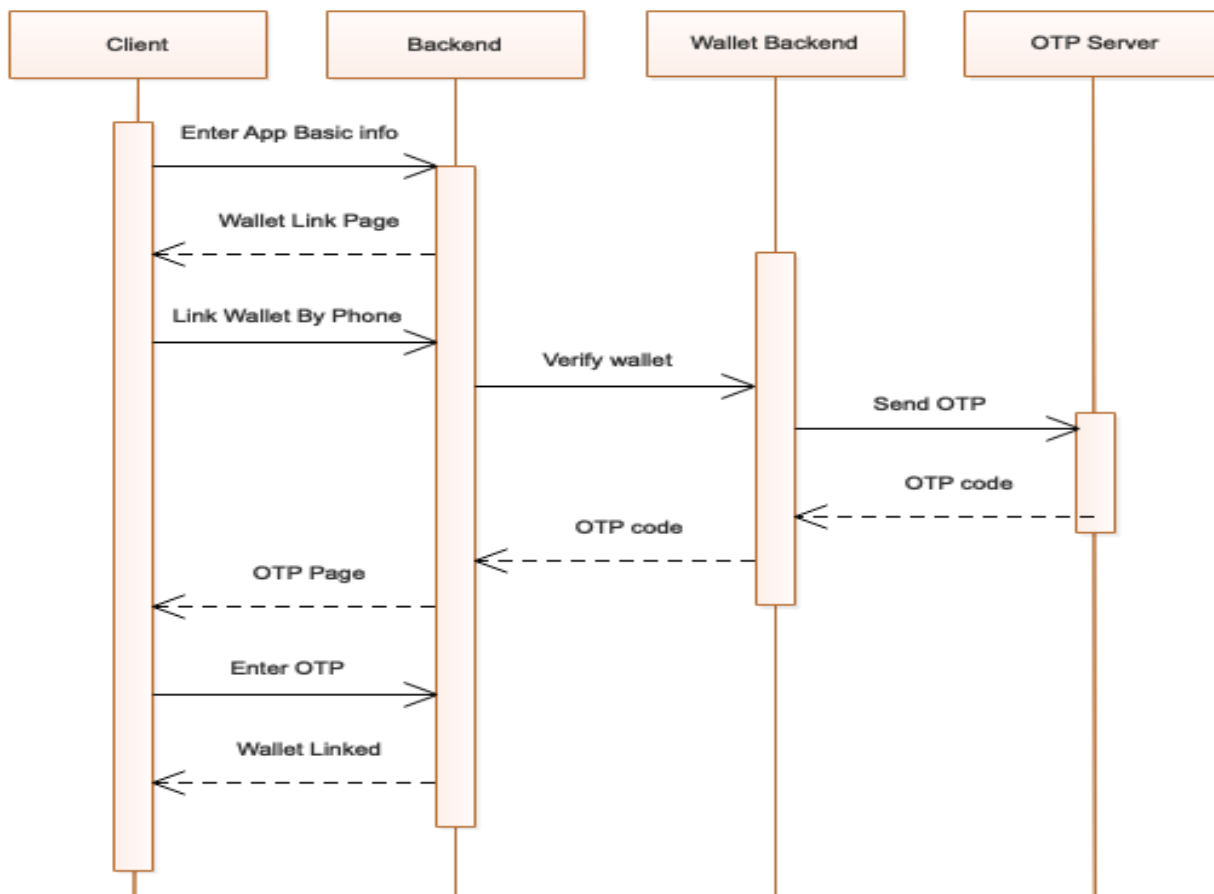 Client
Backend
Wallet Backend
OTP Server
Enter App Basic info
Wallet Link Page
Link Wallet By Phone
Verify wallet
Send OTP
OTP code
OTP code
OTP Page
Enter OTP
Wallet Linked